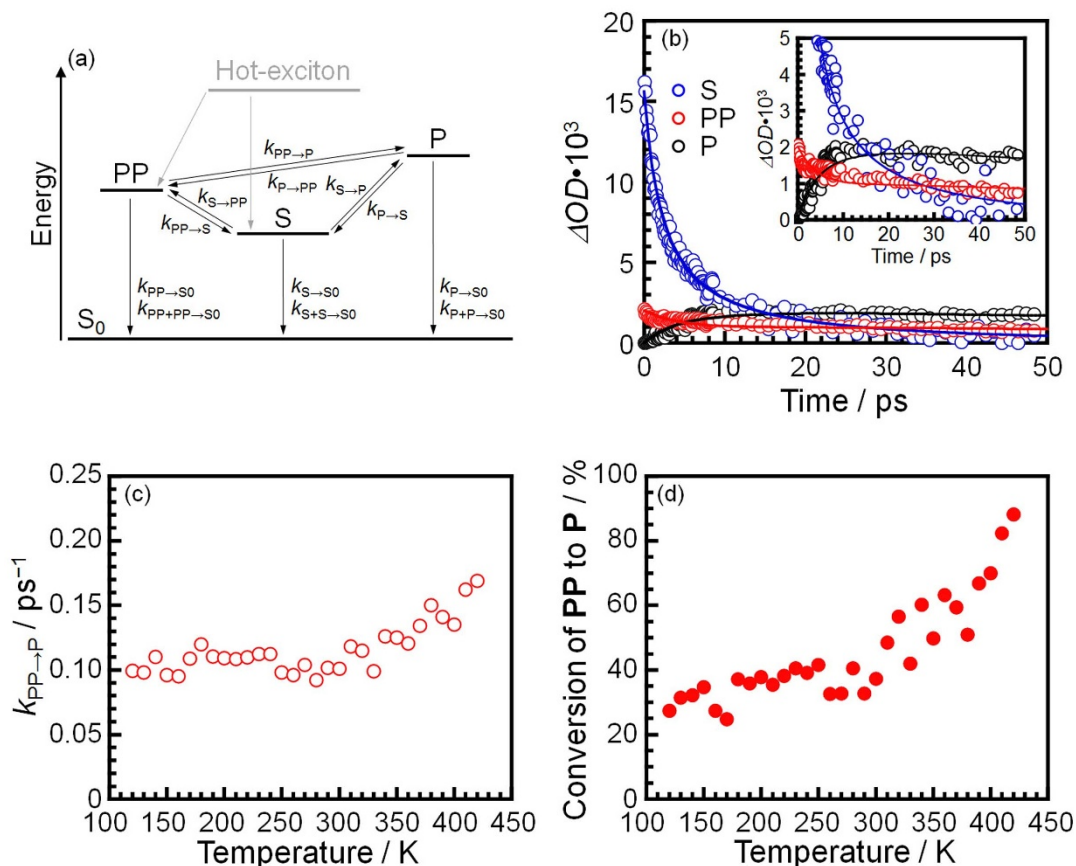 (a)
Hot-exciton
PP
P
S
k_PP→P
k_P→PP
k_S→PP
k_PP→S
k_S→P
k_P→S
k_PP→S0
k_PP+PP→S0
k_S→S0
k_S+S→S0
k_P→S0
k_P+P→S0
S₀
Energy
(b)
20
15
10
5
0
ΔOD•10³
S
PP
P
5
4
3
2
1
0
ΔOD•10³
0 10 20 30 40 50
Time / ps
0 10 20 30 40 50
Time / ps
(c)
0.25
0.20
0.15
0.10
0.05
0
k_PP→P / ps⁻¹
100 150 200 250 300 350 400 450
Temperature / K
(d)
100
80
60
40
20
0
Conversion of PP to P / %
100 150 200 250 300 350 400 450
Temperature / K